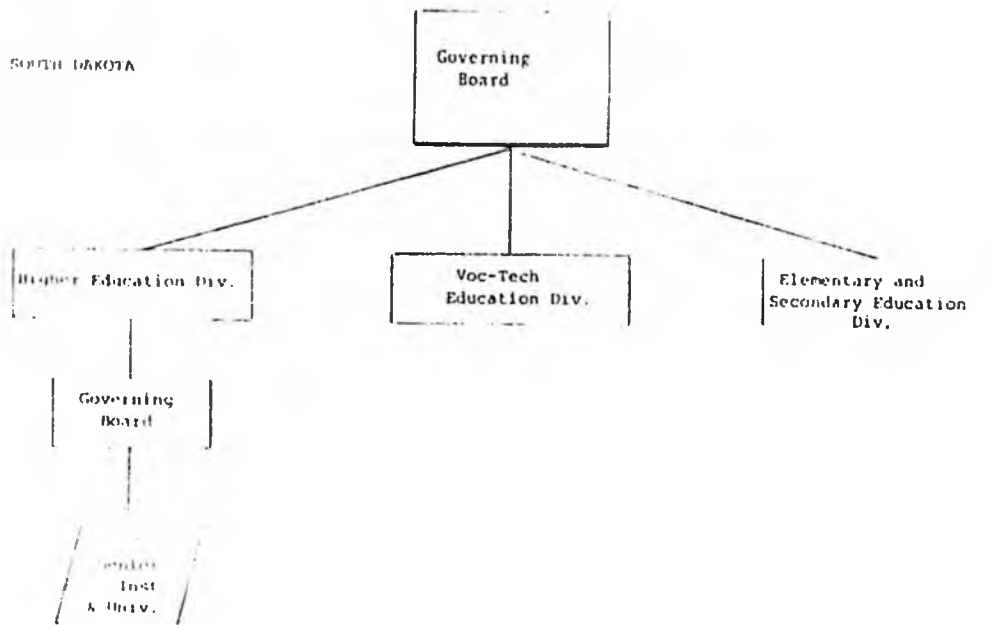 SOUTH DAKOTA
Governing
Board
Higher Education Div.
Voc-Tech
Education Div.
Elementary and
Secondary Education
Div.
Governing
Board
Senior
Inst
& Univ.